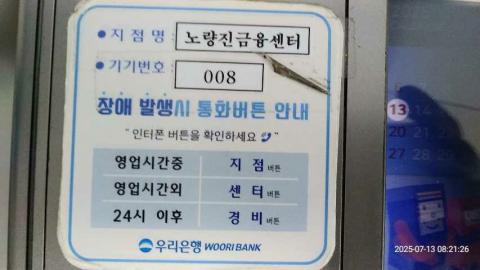 • 지점명 : 노량진금융센터
• 기기번호 : 008
장애 발생시 통화버튼 안내
"인터폰 버튼을 확인하세요"
영업시간중 지점버튼
영업시간외 센터버튼
24시 이후 경비버튼
우리은행 WOORI BANK
13 14
20 21 2
27 28 2
2025-07-13 08:21:26